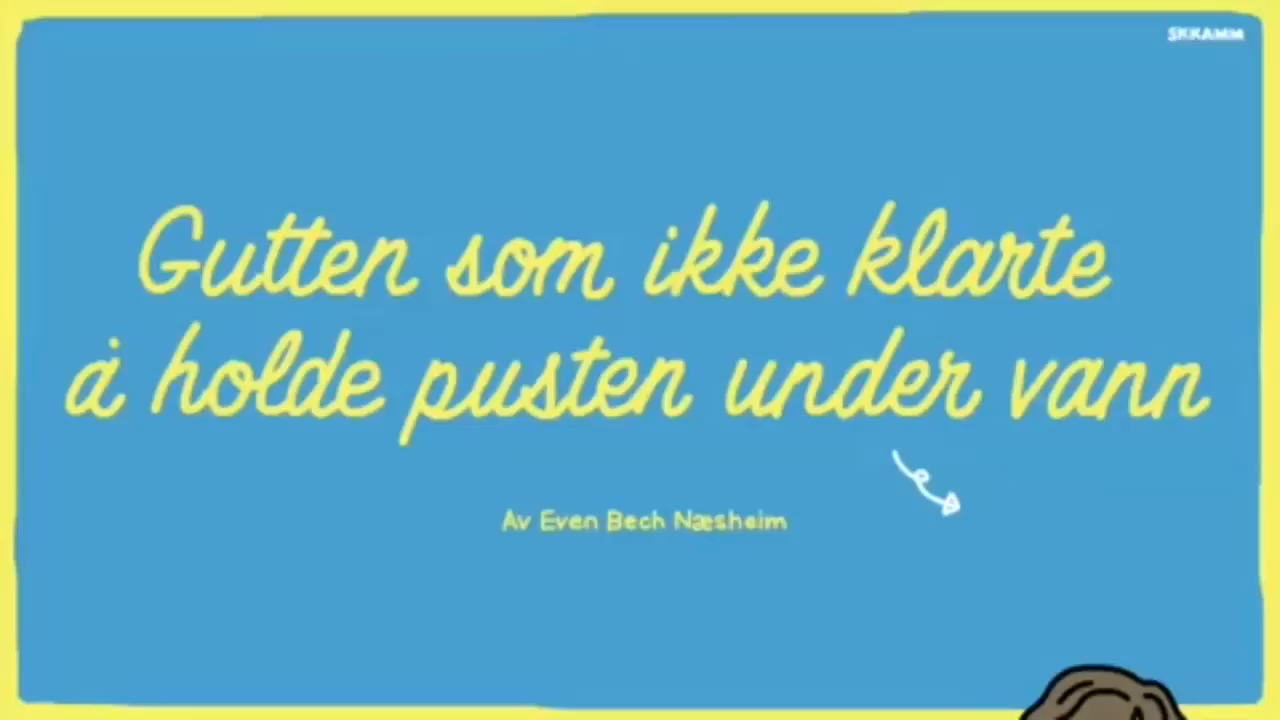 SKKAMM
Gutten som ikke klarte
å holde pusten under vann
Av Even Bech Næsheim